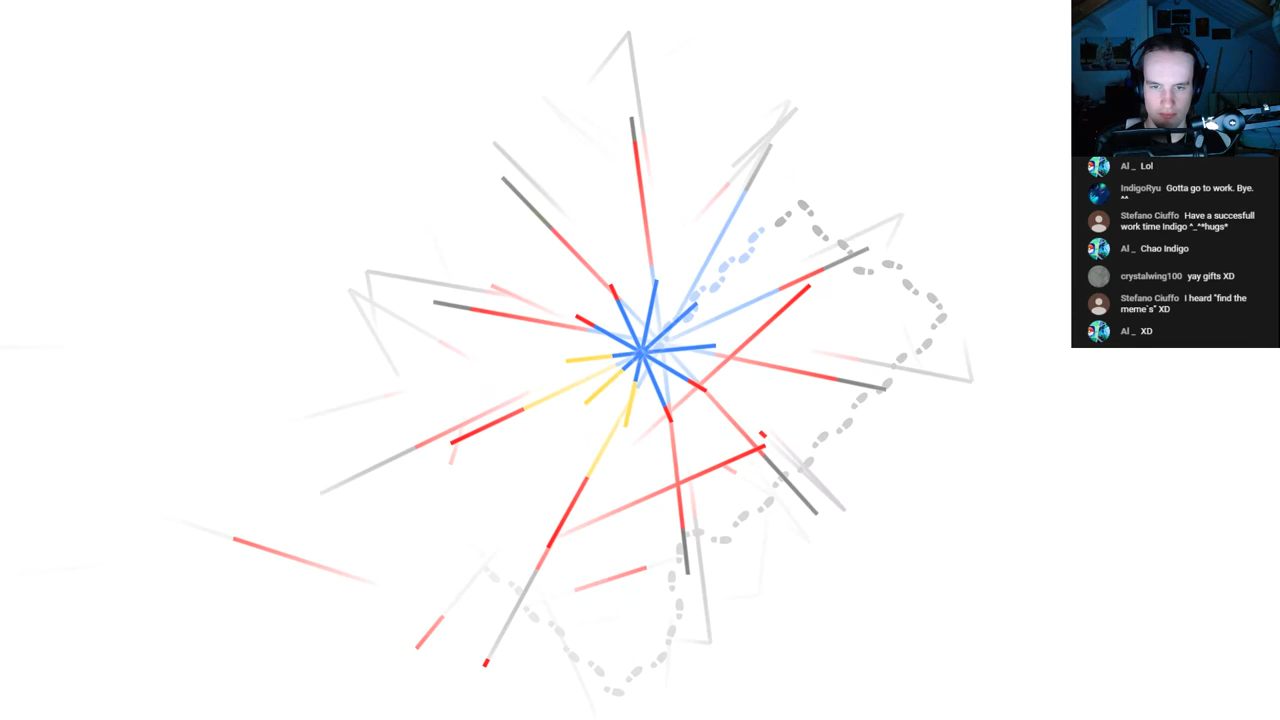 Al _ Lol
IndigoRyu Gotta go to work. Bye.
^^
Stefano Ciuffo Have a succesfull
work time Indigo ^_^*hugs*
Al _ Chao Indigo
crystalwing100 yay gifts XD
Stefano Ciuffo I heard "find the
meme`s" XD
Al _ XD